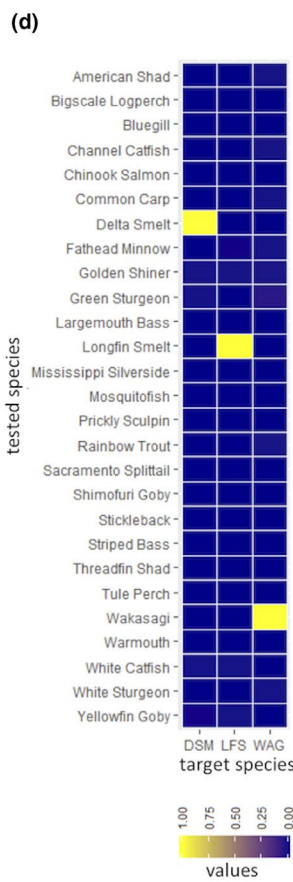 (d)
American Shad
Bigscale Logperch
Bluegill
Channel Catfish
Chinook Salmon
Common Carp
Delta Smelt
Fathead Minnow
Golden Shiner
Green Sturgeon
Largemouth Bass
Longfin Smelt
Mississippi Silverside
Mosquitofish
Prickly Sculpin
Rainbow Trout
Sacramento Splittail
Shimofuri Goby
Stickleback
Striped Bass
Threadfin Shad
Tule Perch
Wakasagi
Warmouth
White Catfish
White Sturgeon
Yellowfin Goby
tested species
DSM LFS WAG
target species
1.00 0.75 0.50 0.25 0.00
values